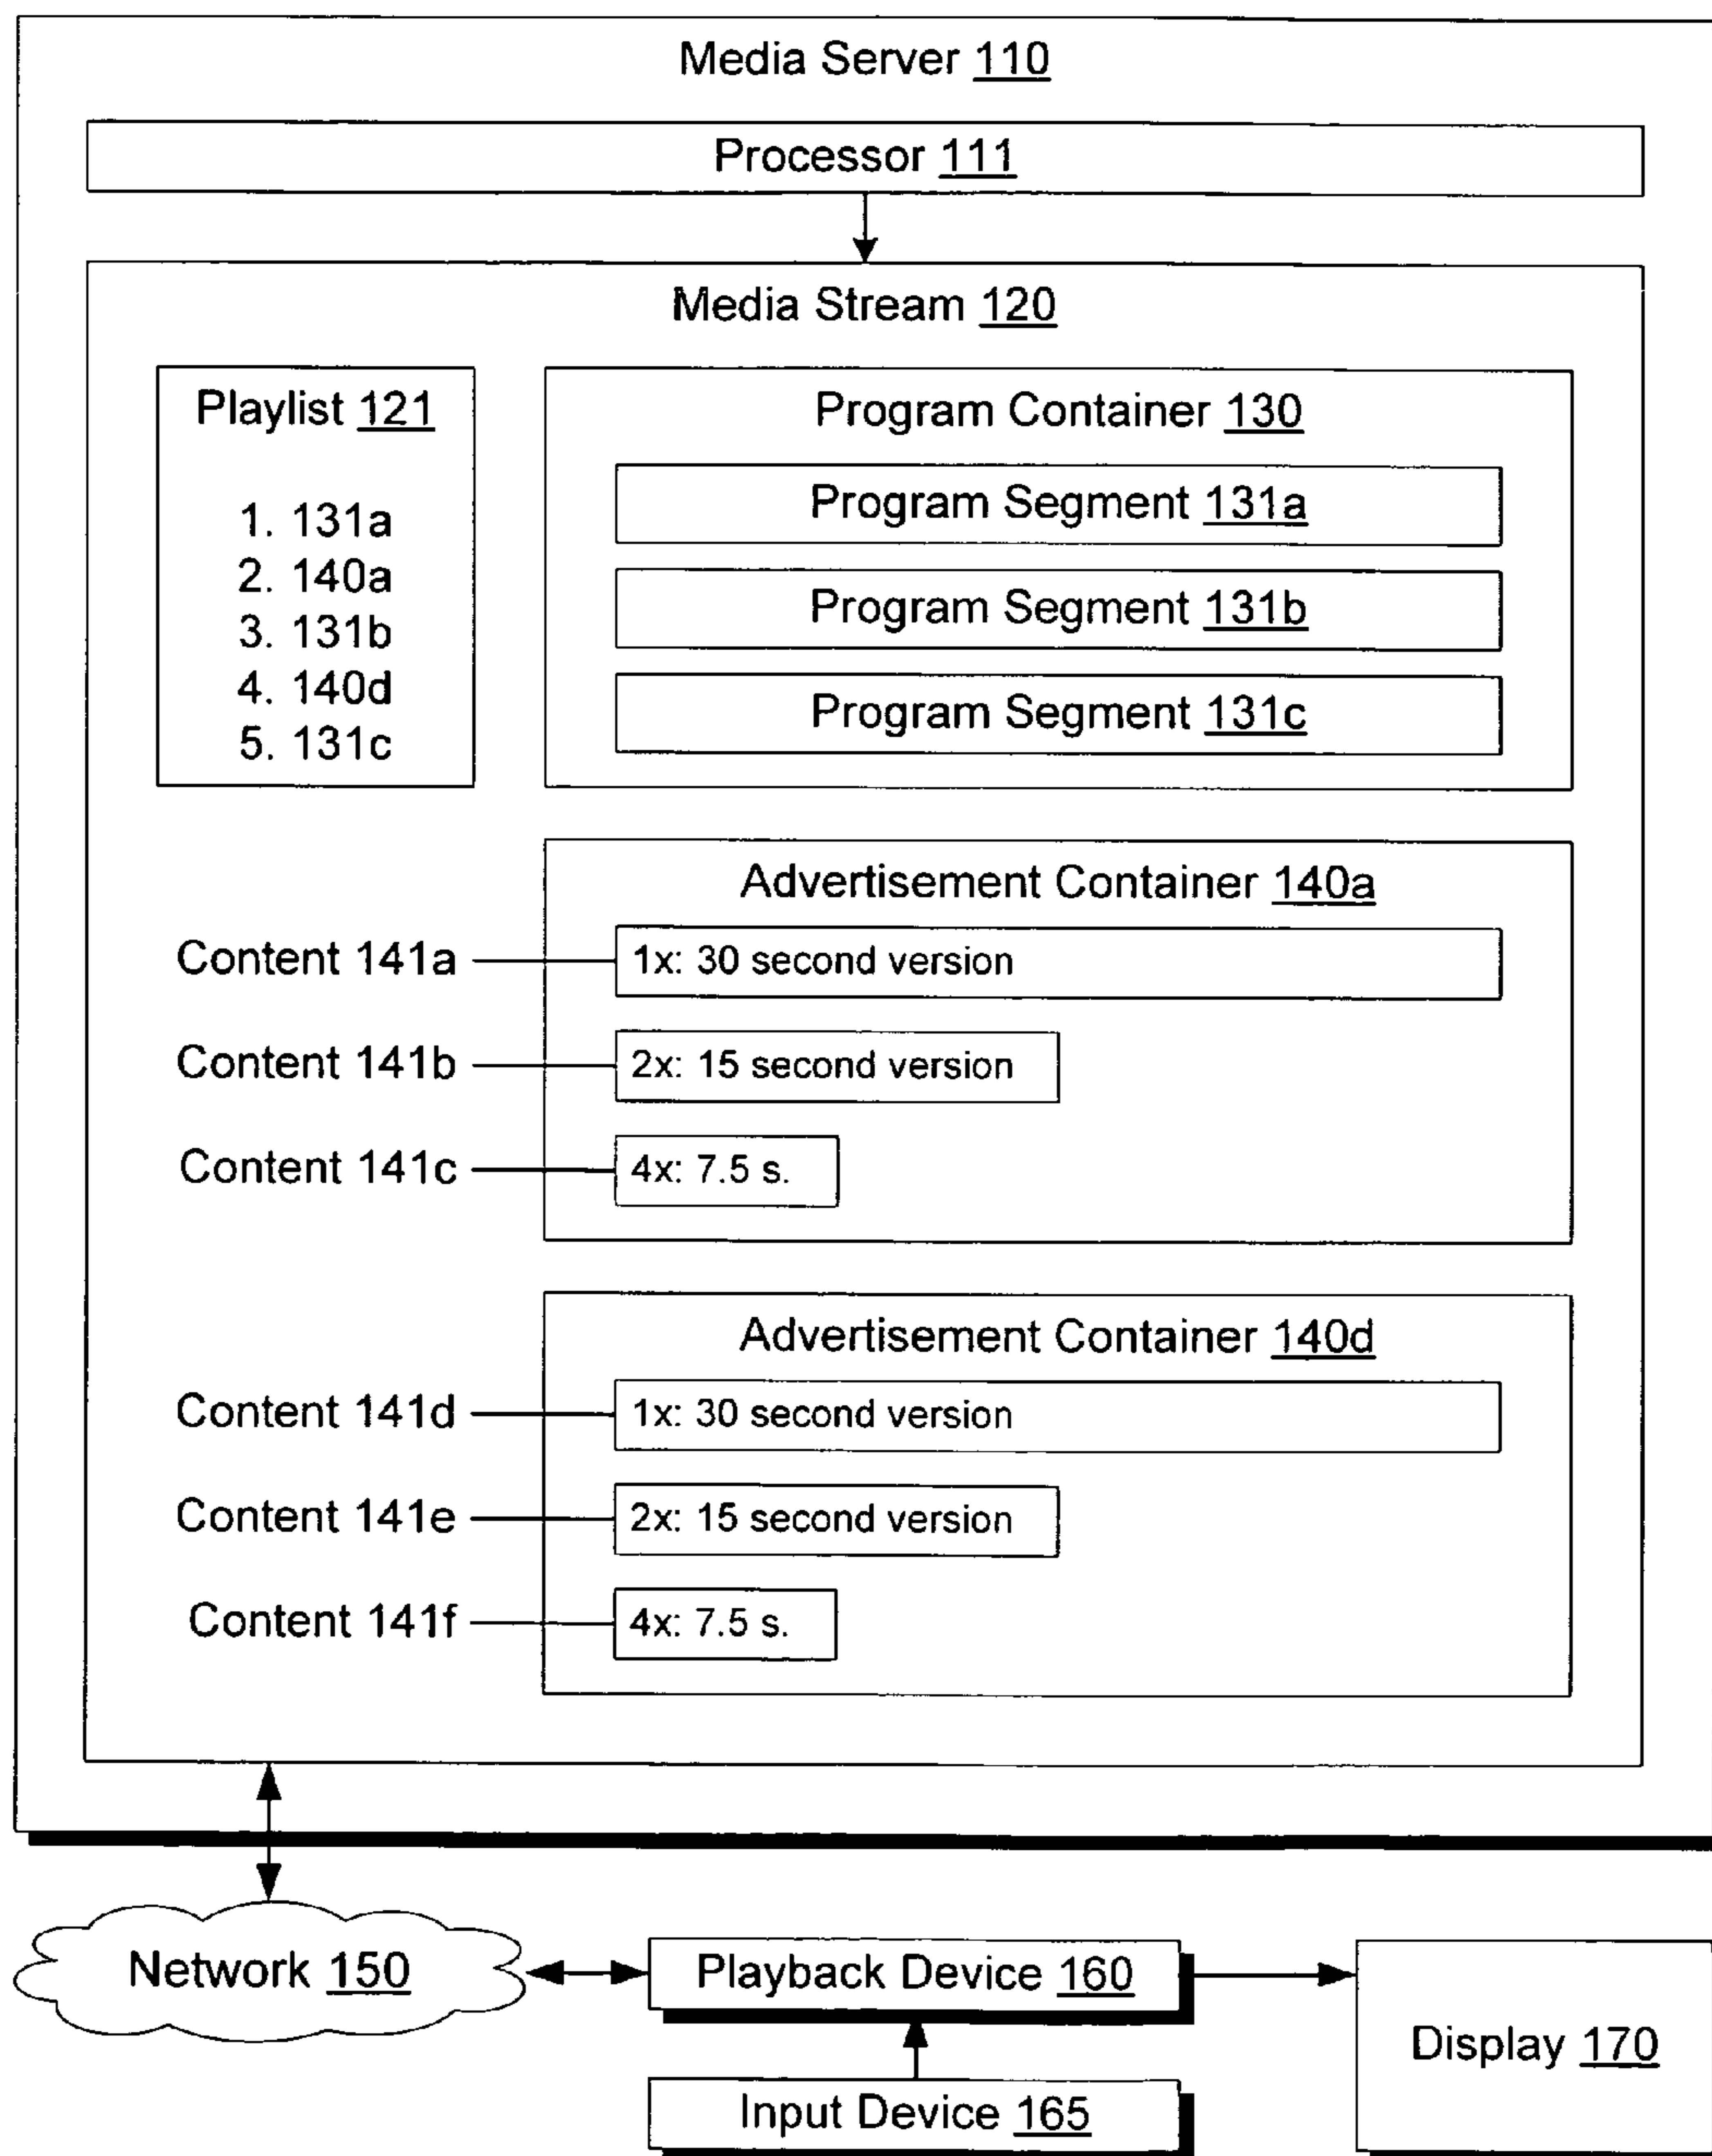 Media Server 110
Processor 111
Media Stream 120
Playlist 121
1. 131a
2. 140a
3. 131b
4. 140d
5. 131c
Program Container 130
Program Segment 131a
Program Segment 131b
Program Segment 131c
Advertisement Container 140a
Content 141a
1x: 30 second version
Content 141b
2x: 15 second version
Content 141c
4x: 7.5 s.
Advertisement Container 140d
Content 141d
1x: 30 second version
Content 141e
2x: 15 second version
Content 141f
4x: 7.5 s.
Network 150
Playback Device 160
Display 170
Input Device 165